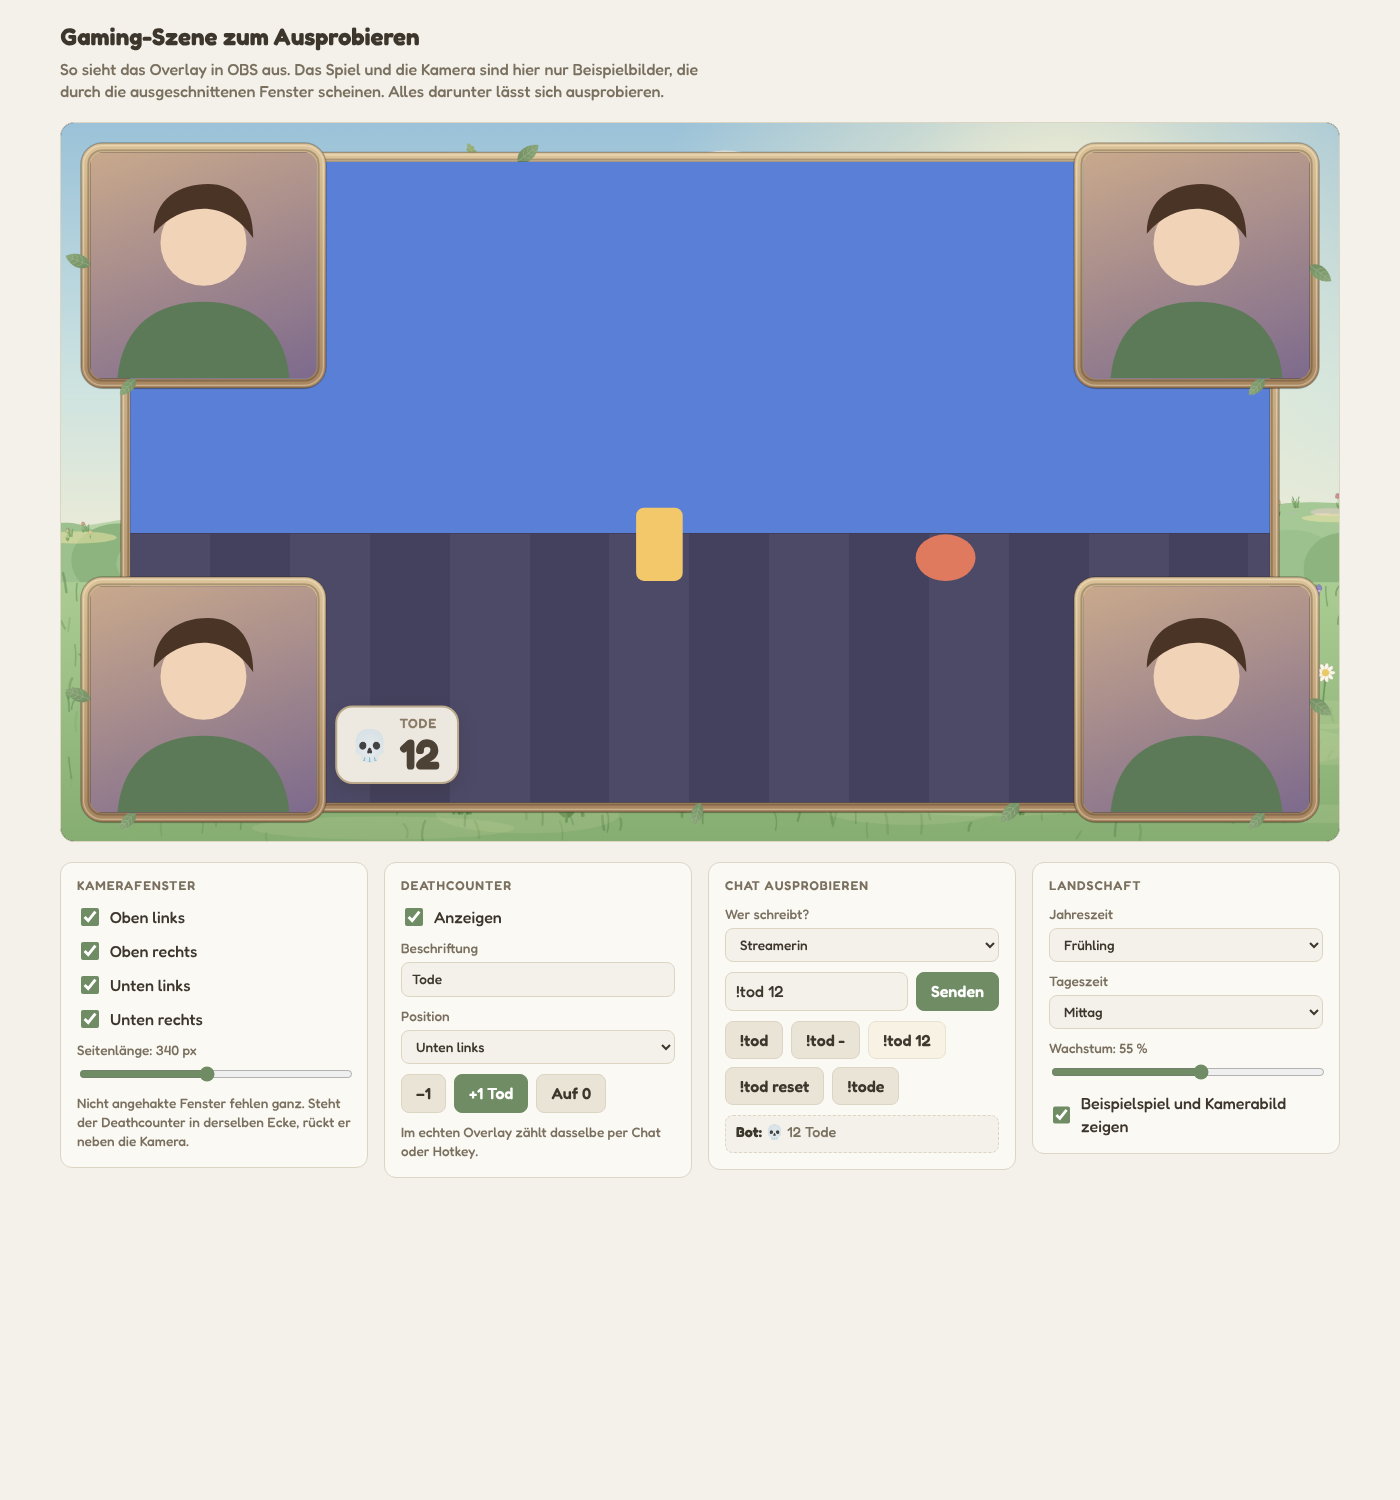 Gaming-Szene zum Ausprobieren
So sieht das Overlay in OBS aus. Das Spiel und die Kamera sind hier nur Beispielbilder, die
durch die ausgeschnittenen Fenster scheinen. Alles darunter lässt sich ausprobieren.
TODE
12
KAMERAFENSTER
Oben links
Oben rechts
Unten links
Unten rechts
Seitenlänge: 340 px
Nicht angehakte Fenster fehlen ganz. Steht
der Deathcounter in derselben Ecke, rückt er
neben die Kamera.
DEATHCOUNTER
Anzeigen
Beschriftung
Tode
Position
Unten links
−1
+1 Tod
Auf 0
Im echten Overlay zählt dasselbe per Chat
oder Hotkey.
CHAT AUSPROBIEREN
Wer schreibt?
Streamerin
!tod 12
Senden
!tod
!tod -
!tod 12
!tod reset
!tode
Bot: 💀 12 Tode
LANDSCHAFT
Jahreszeit
Frühling
Tageszeit
Mittag
Wachstum: 55 %
Beispielspiel und Kamerabild
zeigen